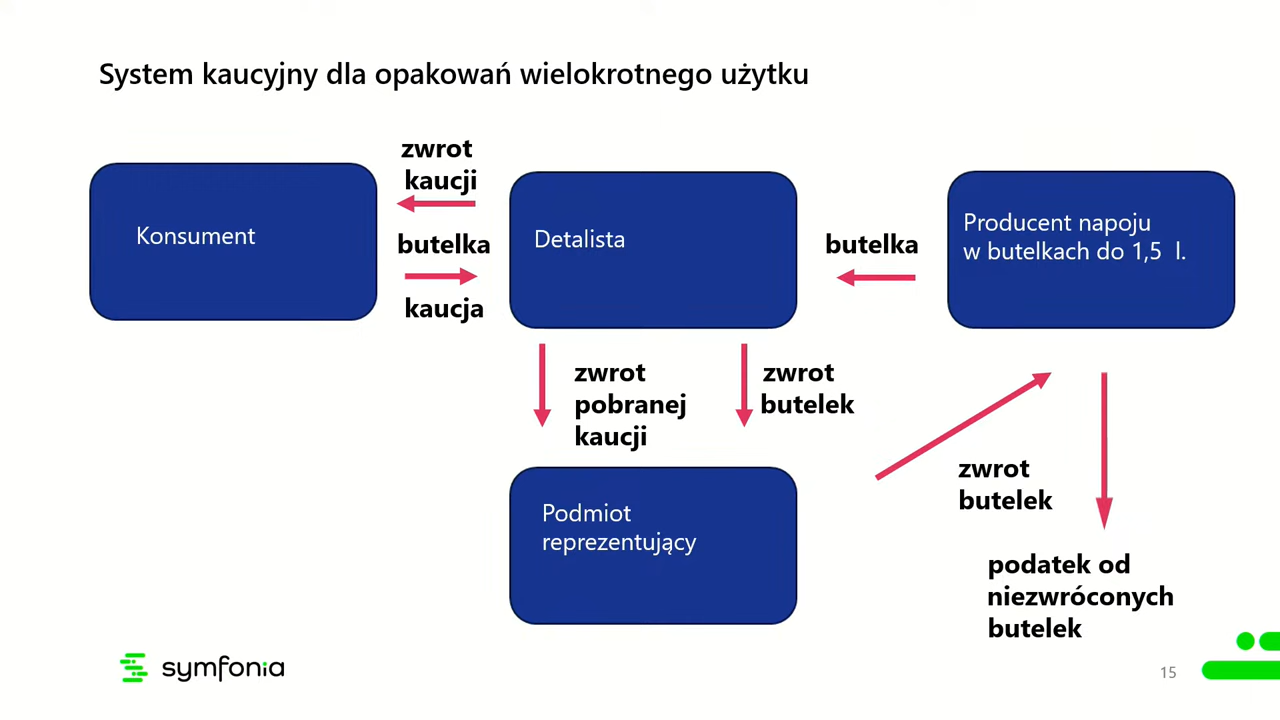 System kaucyjny dla opakowań wielokrotnego użytku
zwrot
kaucji
Konsument
butelka
kaucja
Detalista
butelka
Producent napoju
w butelkach do 1,5 l.
zwrot
pobranej
kaucji
zwrot
butelek
zwrot
butelek
Podmiot
reprezentujący
podatek od
niezwróconych
butelek
symfonia
15